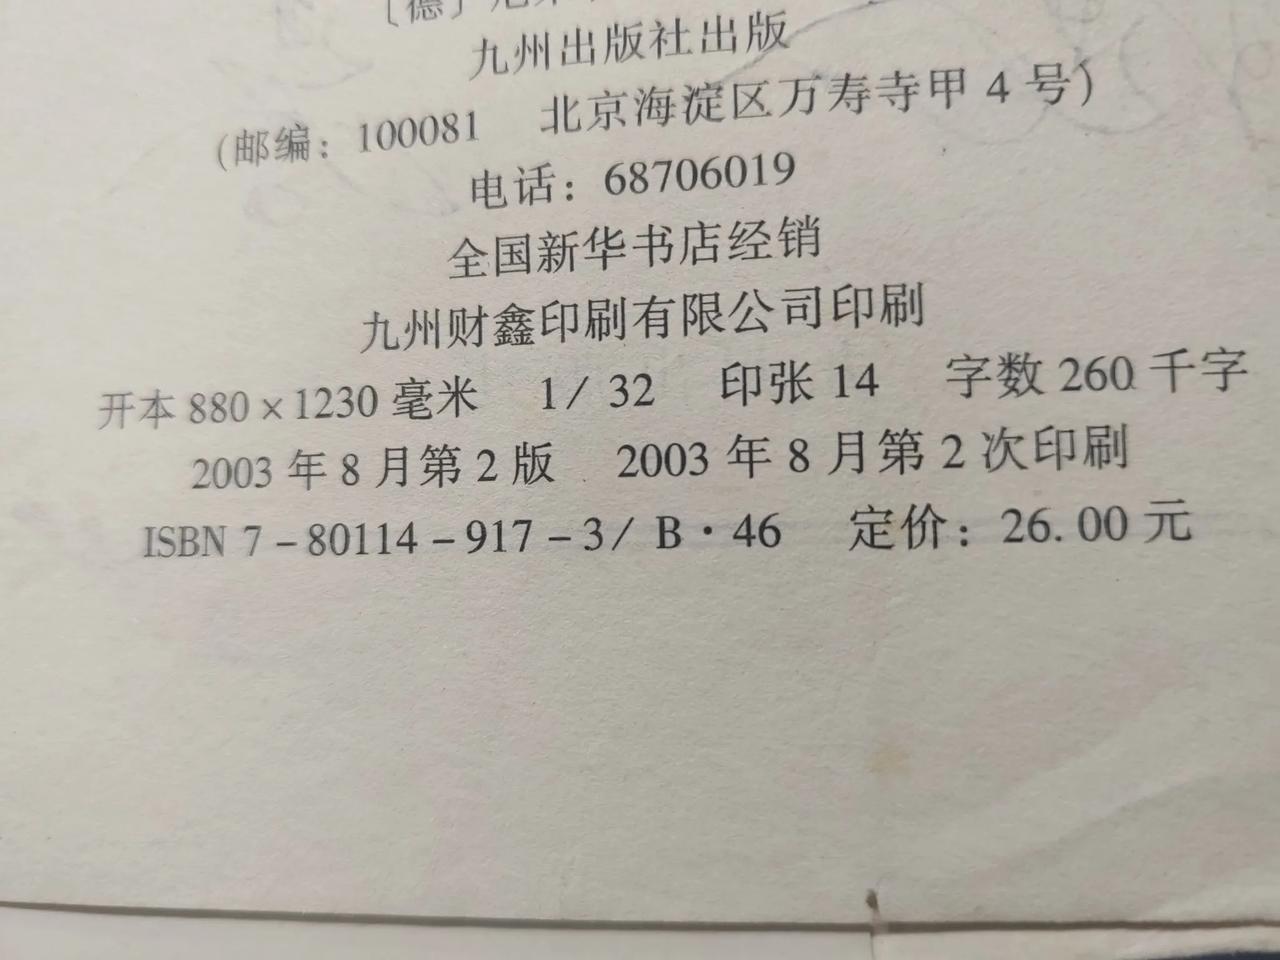 〔德〕尼采
九州出版社出版
(邮编：100081 北京海淀区万寿寺甲 4 号)
电话：68706019
全国新华书店经销
九州财鑫印刷有限公司印刷
开本 880×1230 毫米 1/ 32 印张 14 字数 260 千字
2003 年 8 月第 2 版 2003 年 8 月第 2 次印刷
ISBN 7－80114－917－3/ B·46 定价：26.00 元